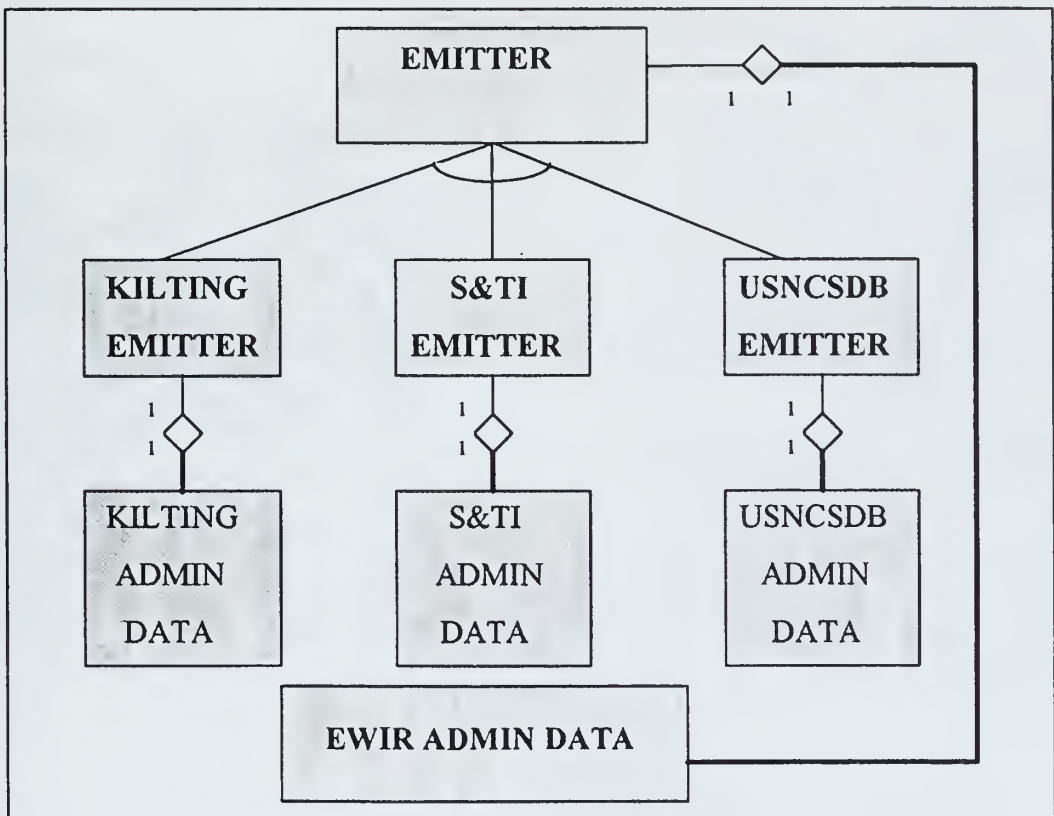 EMITTER
1 1
KILTING
EMITTER
S&TI
EMITTER
USNCSDB
EMITTER
1
1
1
1
1
1
KILTING
ADMIN
DATA
S&TI
ADMIN
DATA
USNCSDB
ADMIN
DATA
EWIR ADMIN DATA